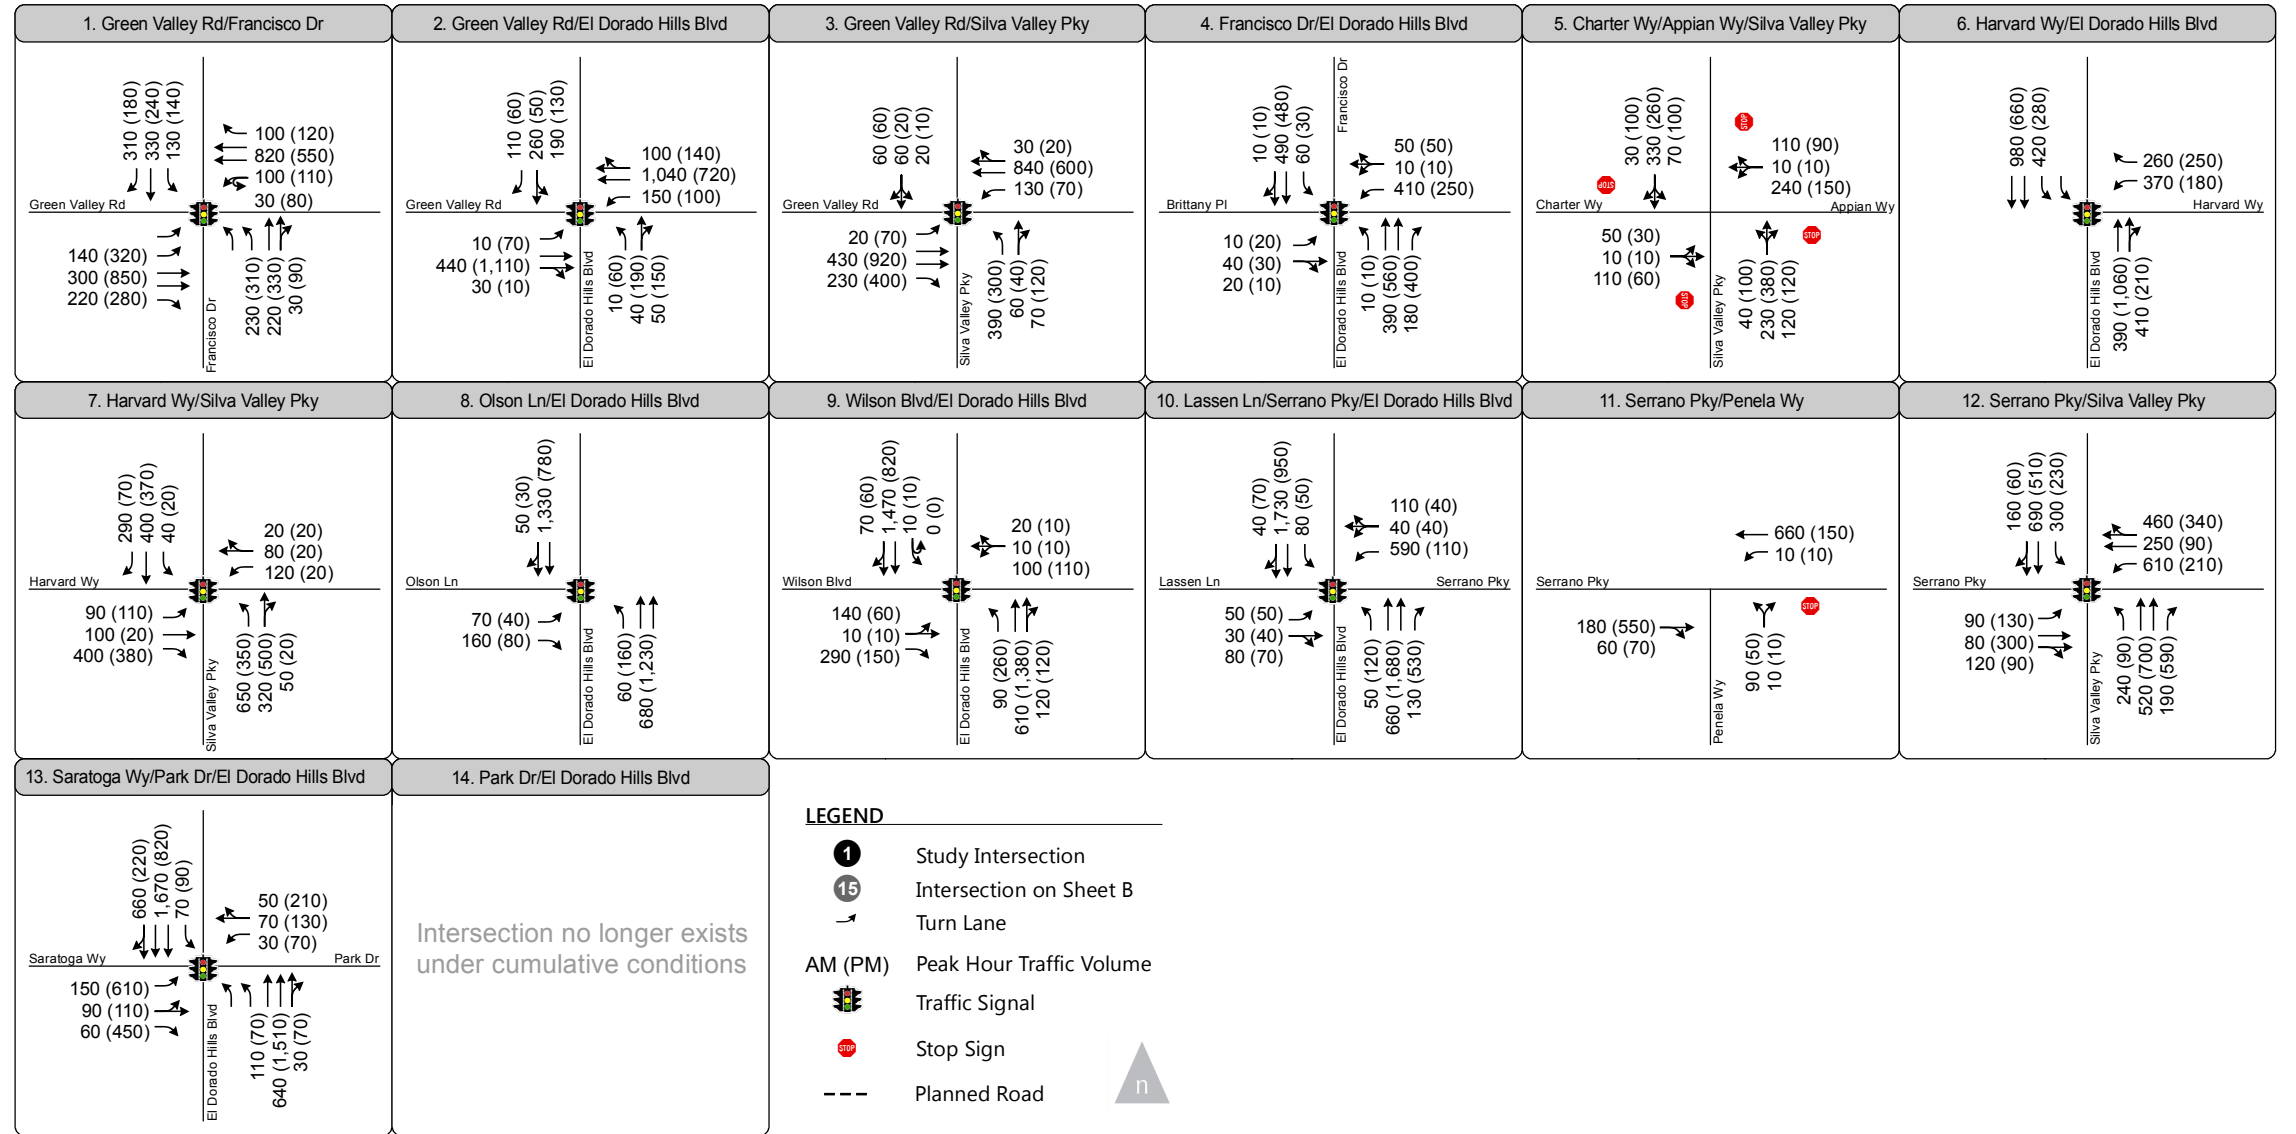 1. Green Valley Rd/Francisco Dr
310 (180)
330 (240)
130 (140)
100 (120)
820 (550)
100 (110)
30 (80)
Green Valley Rd
140 (320)
300 (850)
220 (280)
Francisco Dr
230 (310)
220 (330)
30 (90)
2. Green Valley Rd/El Dorado Hills Blvd
110 (60)
260 (50)
190 (130)
100 (140)
1,040 (720)
150 (100)
Green Valley Rd
10 (70)
440 (1,110)
30 (10)
El Dorado Hills Blvd
10 (60)
40 (190)
50 (150)
3. Green Valley Rd/Silva Valley Pky
60 (60)
60 (20)
20 (10)
30 (20)
840 (600)
130 (70)
Green Valley Rd
20 (70)
430 (920)
230 (400)
Silva Valley Pky
390 (300)
60 (40)
70 (120)
4. Francisco Dr/El Dorado Hills Blvd
Francisco Dr
10 (10)
490 (480)
60 (30)
50 (50)
10 (10)
410 (250)
Brittany Pl
10 (20)
40 (30)
20 (10)
El Dorado Hills Blvd
10 (10)
390 (560)
180 (400)
5. Charter Wy/Appian Wy/Silva Valley Pky
30 (100)
330 (260)
70 (100)
STOP
STOP
110 (90)
10 (10)
240 (150)
Charter Wy
Appian Wy
50 (30)
10 (10)
110 (60)
STOP
STOP
Silva Valley Pky
40 (100)
230 (380)
120 (120)
6. Harvard Wy/El Dorado Hills Blvd
980 (660)
420 (280)
260 (250)
370 (180)
Harvard Wy
El Dorado Hills Blvd
390 (1,060)
410 (210)
7. Harvard Wy/Silva Valley Pky
290 (70)
400 (370)
40 (20)
20 (20)
80 (20)
120 (20)
Harvard Wy
90 (110)
100 (20)
400 (380)
Silva Valley Pky
650 (350)
320 (500)
50 (20)
8. Olson Ln/El Dorado Hills Blvd
50 (30)
1,330 (780)
Olson Ln
70 (40)
160 (80)
El Dorado Hills Blvd
60 (160)
680 (1,230)
9. Wilson Blvd/El Dorado Hills Blvd
70 (60)
1,470 (820)
10 (10)
0 (0)
20 (10)
10 (10)
100 (110)
Wilson Blvd
140 (60)
10 (10)
290 (150)
El Dorado Hills Blvd
90 (260)
610 (1,380)
120 (120)
10. Lassen Ln/Serrano Pky/El Dorado Hills Blvd
40 (70)
1,730 (950)
80 (50)
110 (40)
40 (40)
590 (110)
Lassen Ln
Serrano Pky
50 (50)
30 (40)
80 (70)
El Dorado Hills Blvd
50 (120)
660 (1,680)
130 (530)
11. Serrano Pky/Penela Wy
660 (150)
10 (10)
Serrano Pky
180 (550)
60 (70)
STOP
Penela Wy
90 (50)
10 (10)
12. Serrano Pky/Silva Valley Pky
160 (60)
690 (510)
300 (230)
460 (340)
250 (90)
610 (210)
Serrano Pky
90 (130)
80 (300)
120 (90)
Silva Valley Pky
240 (90)
520 (700)
190 (590)
13. Saratoga Wy/Park Dr/El Dorado Hills Blvd
660 (220)
1,670 (820)
70 (90)
50 (210)
70 (130)
30 (70)
Saratoga Wy
Park Dr
150 (610)
90 (110)
60 (450)
El Dorado Hills Blvd
110 (70)
640 (1,510)
30 (70)
14. Park Dr/El Dorado Hills Blvd
Intersection no longer exists
under cumulative conditions
LEGEND
1 Study Intersection
15 Intersection on Sheet B
Turn Lane
AM (PM) Peak Hour Traffic Volume
Traffic Signal
STOP Stop Sign
Planned Road
n